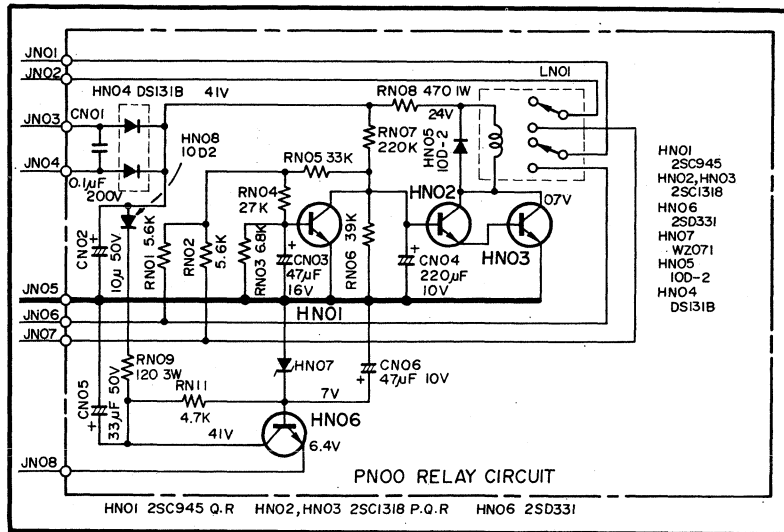 JN01
JN02
HN04 DS131B 41V
LN01
RN08 470 1W
CN01
24V
JN03
HN08
10D2
RN07
220K
HN05
10D-2
RN05 33K
JN04
0.1μF
200V
RN04
27K
HN02
07V
HN01
2SC945
HN02,HN03
2SC1318
HN06
2SD331
HN07
WZ071
HN05
10D-2
HN04
DS131B
CN02
10μ 50V
RN01 5.6K
RN02
5.6K
RN03 6.8K
CN03
47μF
16V
RN06 39K
CN04
220μF
10V
HN03
JN05
HN01
JN06
JN07
RN09
120 3W
HN07
CN06
47μF 10V
CN05
33μF 50V
RN11
4.7K
7V
HN06
41V
6.4V
JN08
PN00 RELAY CIRCUIT
HN01 2SC945 Q.R HN02,HN03 2SC1318 P.Q.R HN06 2SD331